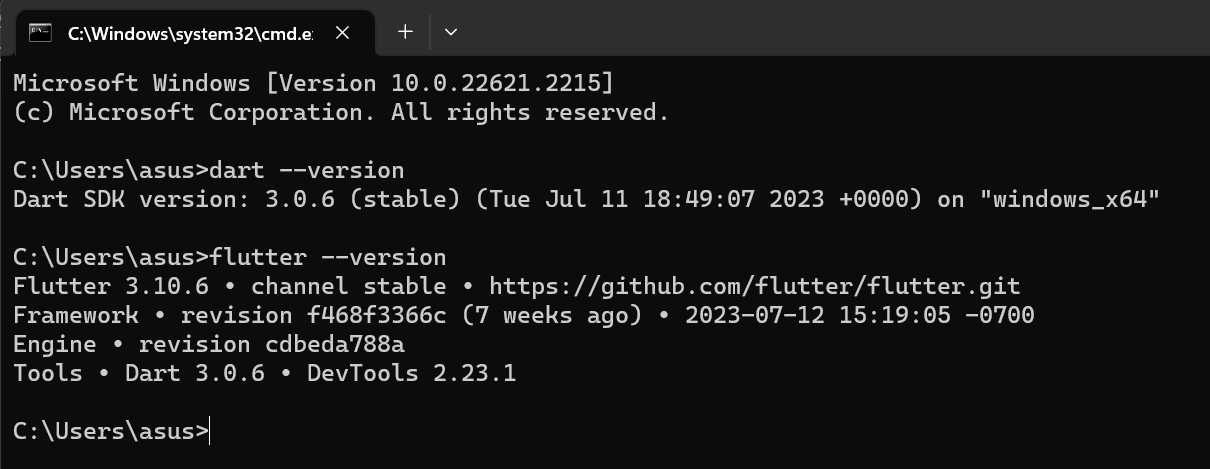 C:\Windows\system32\cmd.e
Microsoft Windows [Version 10.0.22621.2215]
(c) Microsoft Corporation. All rights reserved.
C:\Users\asus>dart --version
Dart SDK version: 3.0.6 (stable) (Tue Jul 11 18:49:07 2023 +0000) on "windows_x64"
C:\Users\asus>flutter --version
Flutter 3.10.6 • channel stable • https://github.com/flutter/flutter.git
Framework • revision f468f3366c (7 weeks ago) • 2023-07-12 15:19:05 -0700
Engine • revision cdbeda788a
Tools • Dart 3.0.6 • DevTools 2.23.1
C:\Users\asus>